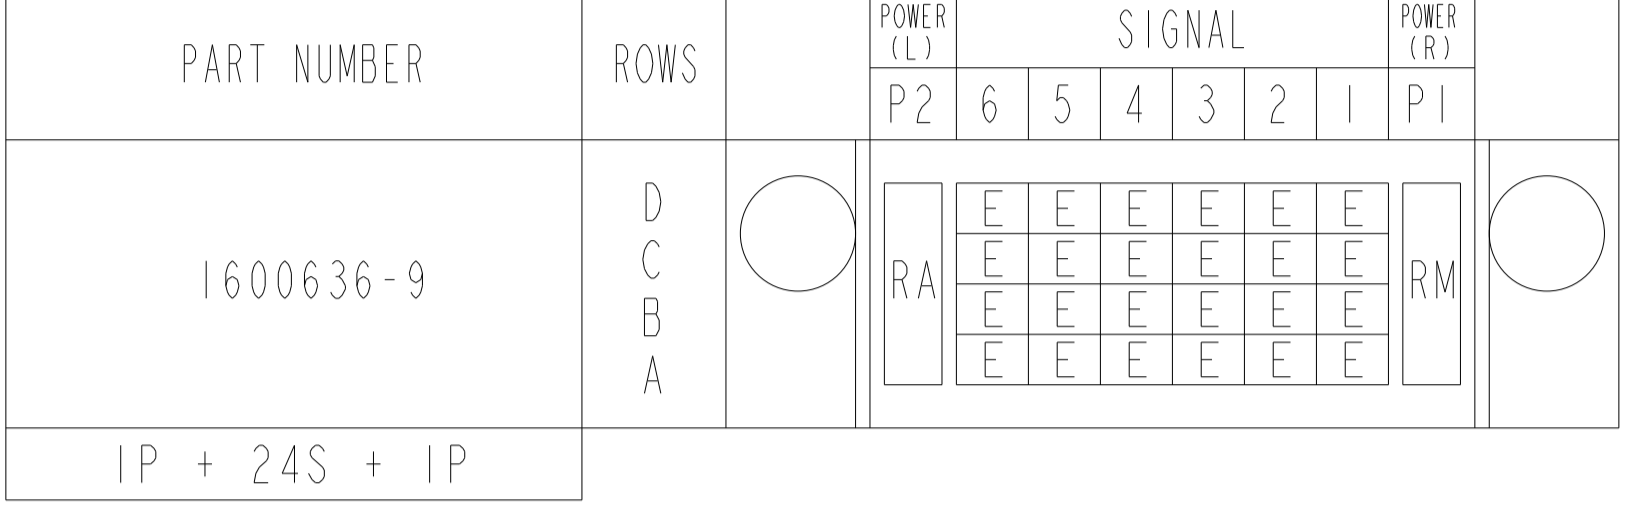 PART NUMBER ROWS POWER (L) SIGNAL POWER (R)
P2 6 5 4 3 2 1 P1
1600636-9
D E E E E E E
C E E E E E E
B E E E E E E
A E E E E E E
RA RM
1P + 24S + 1P